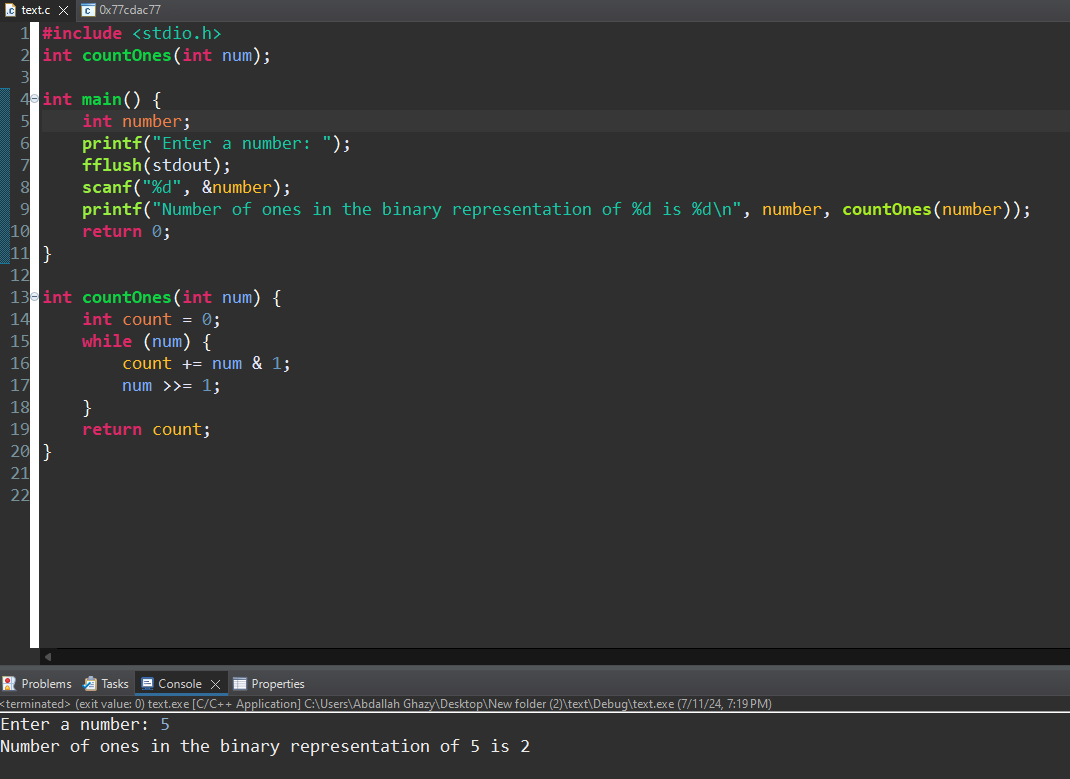 text.c
0x77cdac77
1 #include <stdio.h>
2 int countOnes(int num);
3
4 int main() {
5     int number;
6     printf("Enter a number: ");
7     fflush(stdout);
8     scanf("%d", &number);
9     printf("Number of ones in the binary representation of %d is %d\n", number, countOnes(number));
10     return 0;
11 }
12
13 int countOnes(int num) {
14     int count = 0;
15     while (num) {
16         count += num & 1;
17         num >>= 1;
18     }
19     return count;
20 }
21
22
Problems Tasks Console Properties
<terminated> (exit value: 0) text.exe [C/C++ Application] C:\Users\Abdallah Ghazy\Desktop\New folder (2)\text\Debug\text.exe (7/11/24, 7:19 PM)
Enter a number: 5
Number of ones in the binary representation of 5 is 2